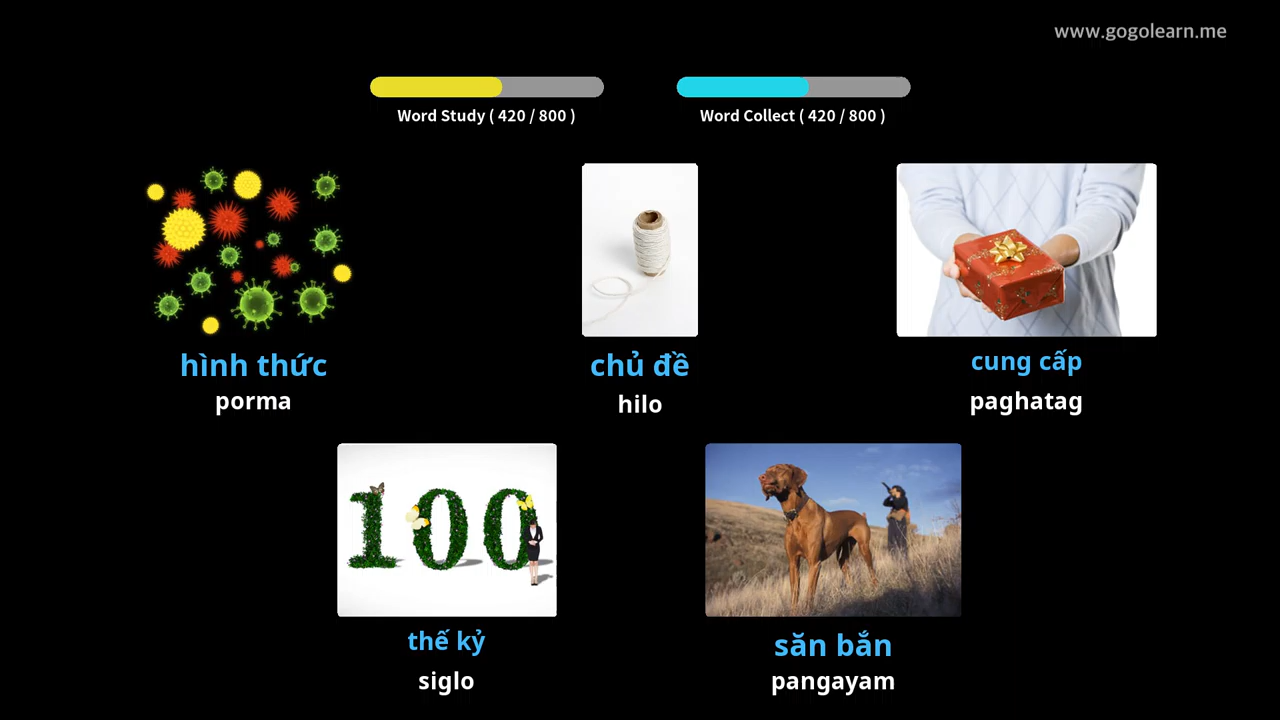 www.gogolearn.me
Word Study ( 420 / 800 )
Word Collect ( 420 / 800 )
hình thức
porma
chủ đề
hilo
cung cấp
paghatag
100
thế kỷ
siglo
săn bắn
pangayam